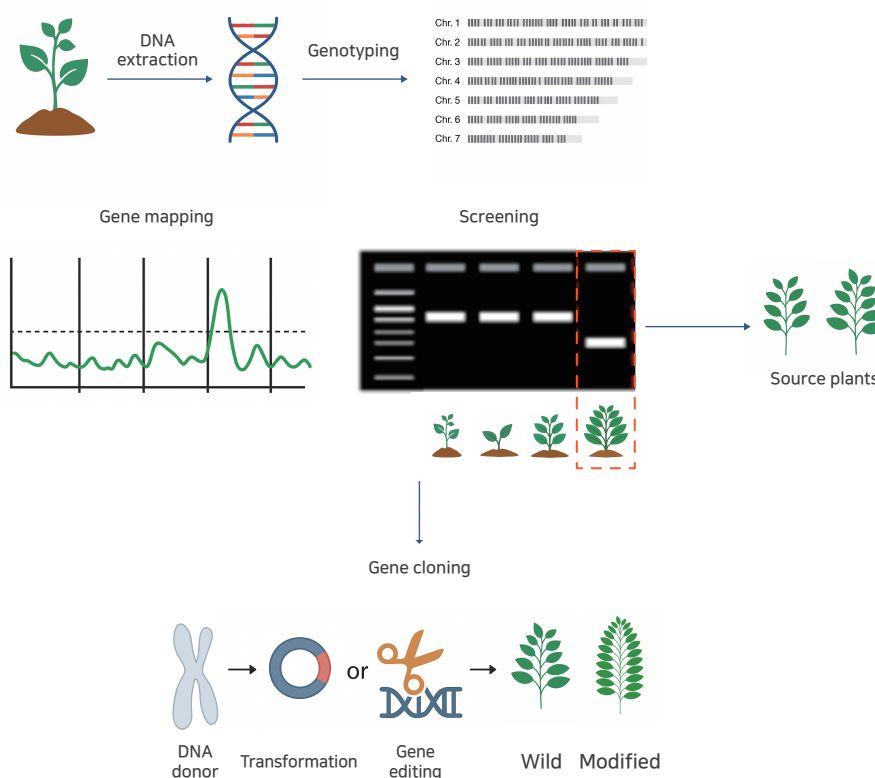 DNA
extraction
Genotyping
Chr. 1
Chr. 2
Chr. 3
Chr. 4
Chr. 5
Chr. 6
Chr. 7
Gene mapping
Screening
Source plants
Gene cloning
or
DNA
donor
Transformation
Gene
editing
Wild
Modified